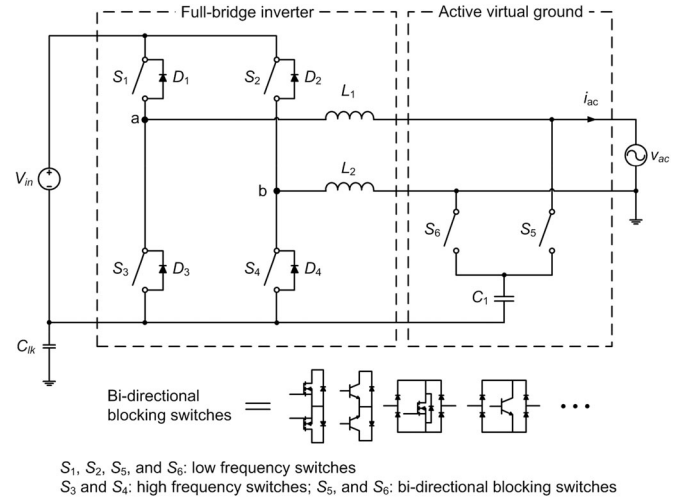 Full-bridge inverter
Active virtual ground
S1
D1
S2
D2
L1
iac
a
Vin
vac
L2
b
S6
S5
S3
D3
S4
D4
C1
Clk
Bi-directional
blocking switches
S1, S2, S5, and S6: low frequency switches
S3 and S4: high frequency switches; S5, and S6: bi-directional blocking switches